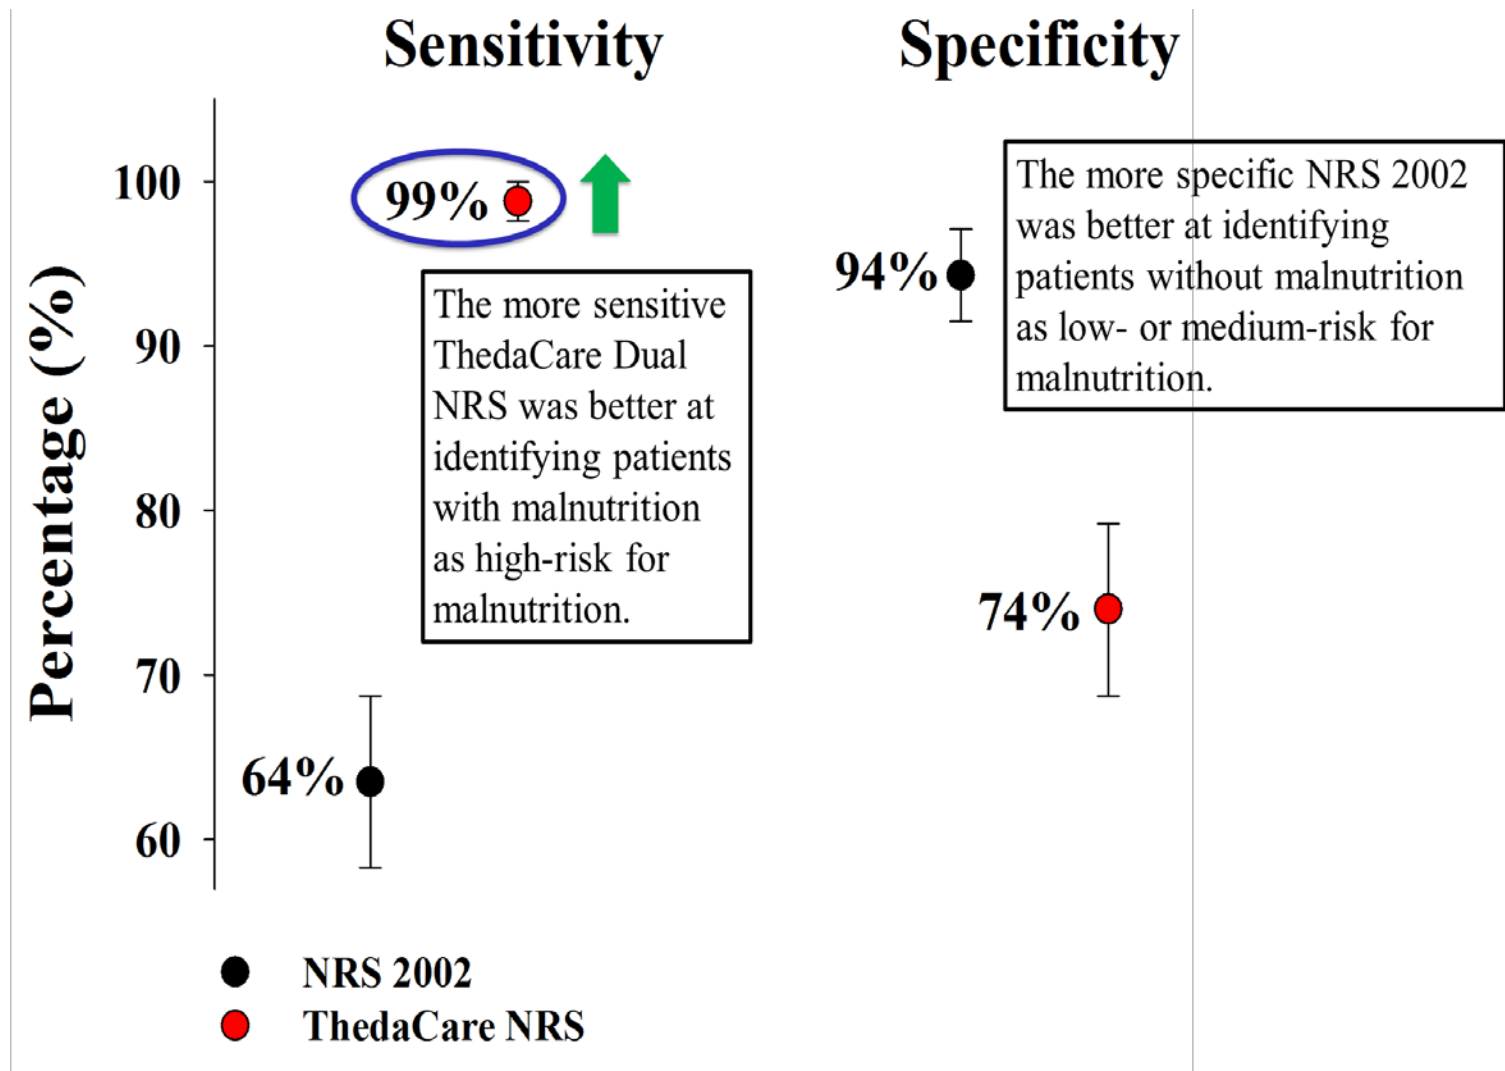 Sensitivity
Specificity
Percentage (%)
100
90
80
70
60
99%
64%
The more sensitive
ThedaCare Dual
NRS was better at
identifying patients
with malnutrition
as high-risk for
malnutrition.
94%
74%
The more specific NRS 2002
was better at identifying
patients without malnutrition
as low- or medium-risk for
malnutrition.
NRS 2002
ThedaCare NRS